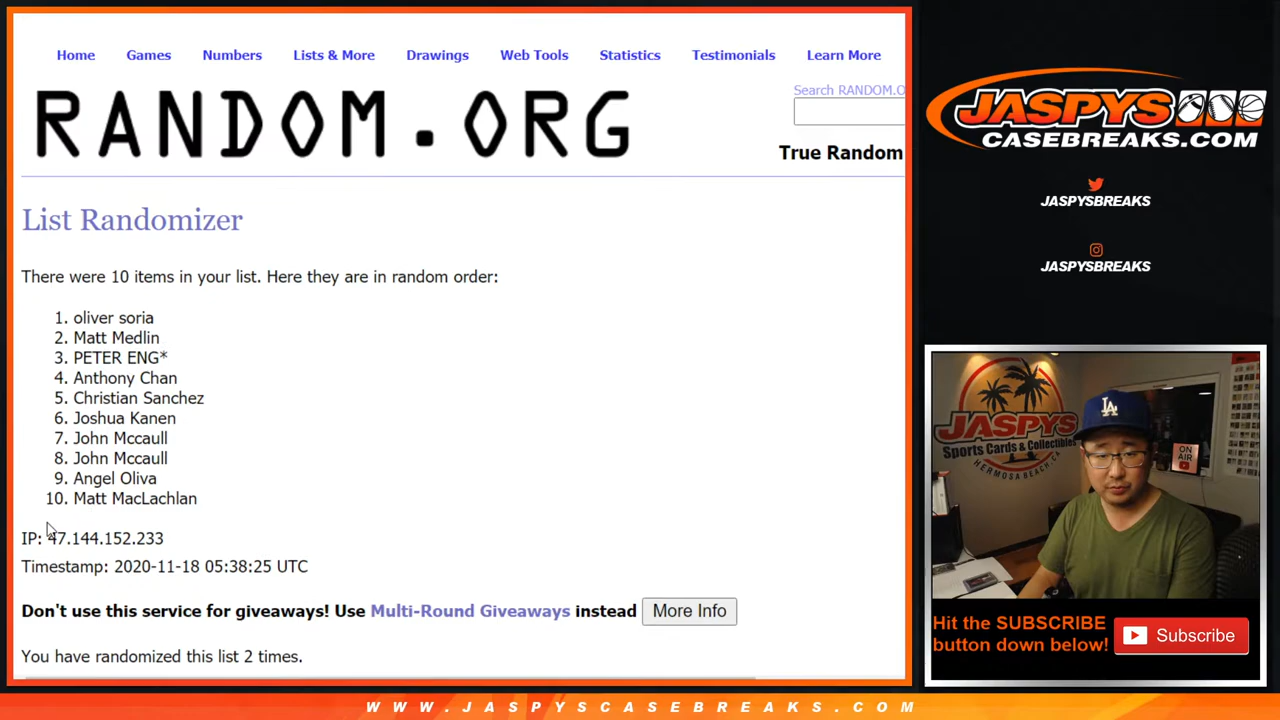 Home Games Numbers Lists & More Drawings Web Tools Statistics Testimonials Learn More
Search RANDOM.O
RANDOM.ORG
True Random
List Randomizer
There were 10 items in your list. Here they are in random order:
1. oliver soria
2. Matt Medlin
3. PETER ENG*
4. Anthony Chan
5. Christian Sanchez
6. Joshua Kanen
7. John Mccaull
8. John Mccaull
9. Angel Oliva
10. Matt MacLachlan
IP: 47.144.152.233
Timestamp: 2020-11-18 05:38:25 UTC
Don't use this service for giveaways! Use Multi-Round Giveaways instead More Info
You have randomized this list 2 times.
JASPYS
CASEBREAKS.COM
JASPYSBREAKS
JASPYSBREAKS
JASPYS
Sports Cards & Collectibles
HERMOSA BEACH, CA
LA
ON AIR
Hit the SUBSCRIBE
button down below!
Subscribe
WWW.JASPYSCASEBREAKS.COM